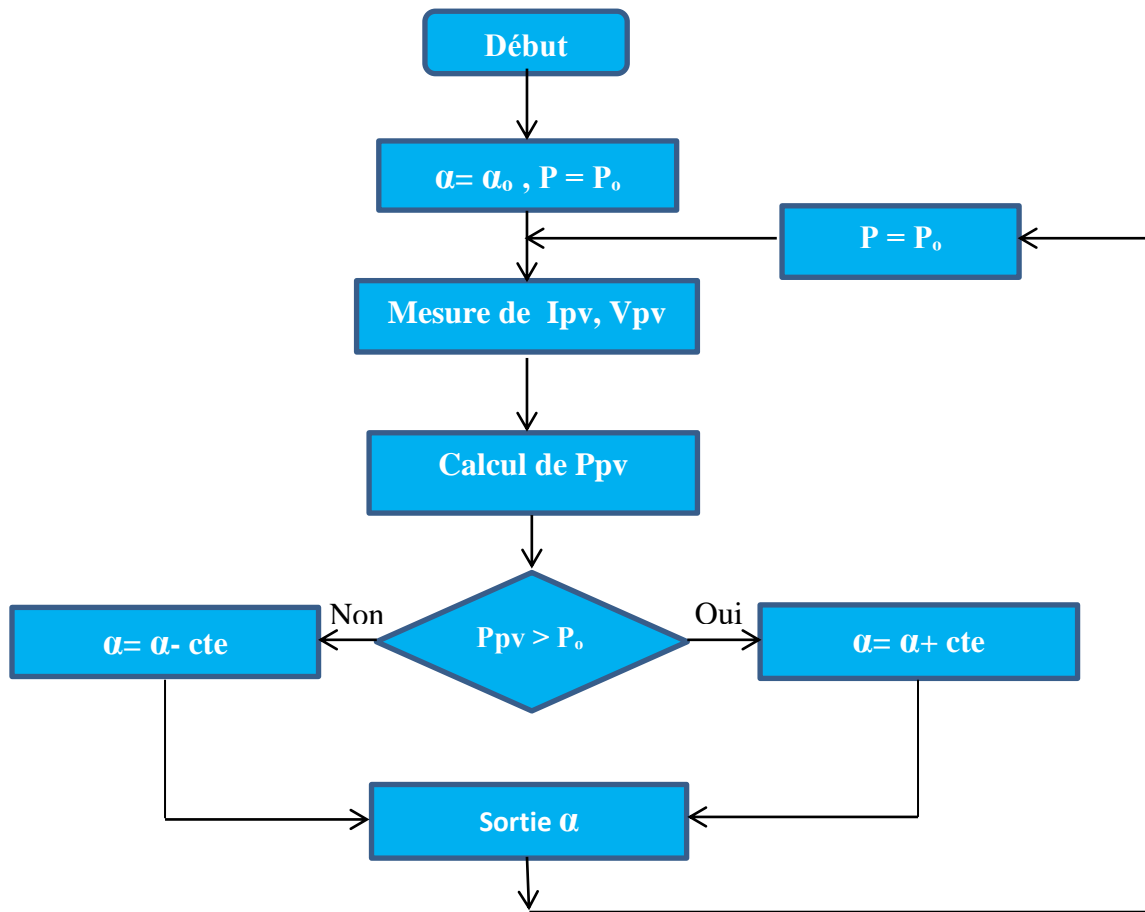 Début
α= αₒ , P = Pₒ
P = Pₒ
Mesure de Ipv, Vpv
Calcul de Ppv
Non
Oui
α= α- cte
Ppv > Pₒ
α= α+ cte
Sortie α